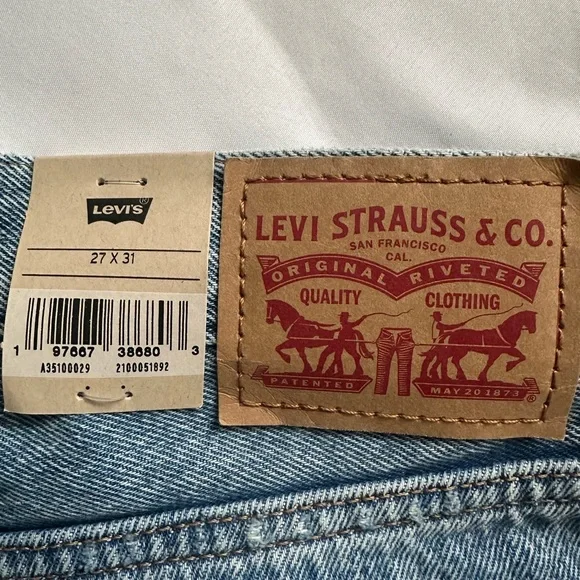 LEVI'S®
27 X 31
1 97667 38680 3
A35100029 2100051892
LEVI STRAUSS & CO.
SAN FRANCISCO
CAL.
ORIGINAL RIVETED
QUALITY CLOTHING
PATENTED MAY 20 1873
®